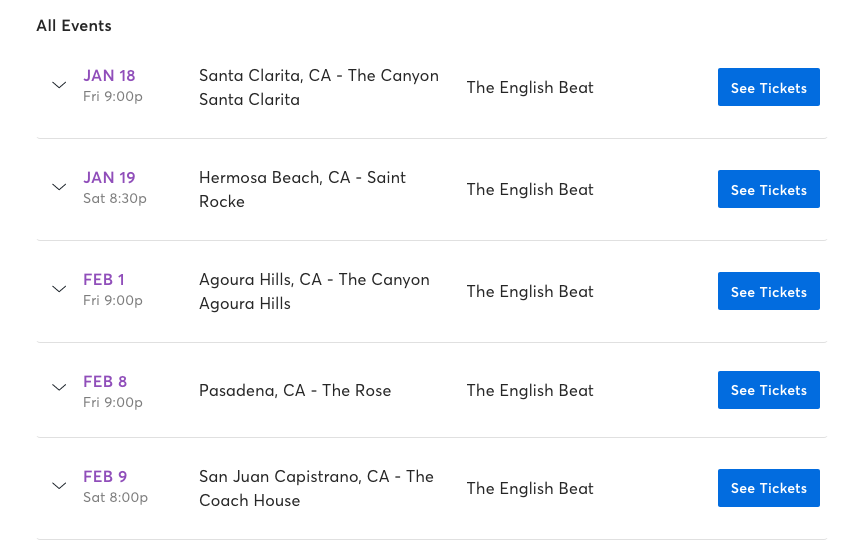 All Events
JAN 18
Fri 9:00p
Santa Clarita, CA - The Canyon
Santa Clarita
The English Beat
See Tickets
JAN 19
Sat 8:30p
Hermosa Beach, CA - Saint
Rocke
The English Beat
See Tickets
FEB 1
Fri 9:00p
Agoura Hills, CA - The Canyon
Agoura Hills
The English Beat
See Tickets
FEB 8
Fri 9:00p
Pasadena, CA - The Rose
The English Beat
See Tickets
FEB 9
Sat 8:00p
San Juan Capistrano, CA - The
Coach House
The English Beat
See Tickets